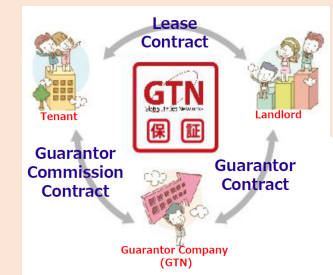 Lease
Contract
GTN
保 証
Tenant
Landlord
Guarantor
Commission
Contract
Guarantor
Contract
Guarantor Company
(GTN)